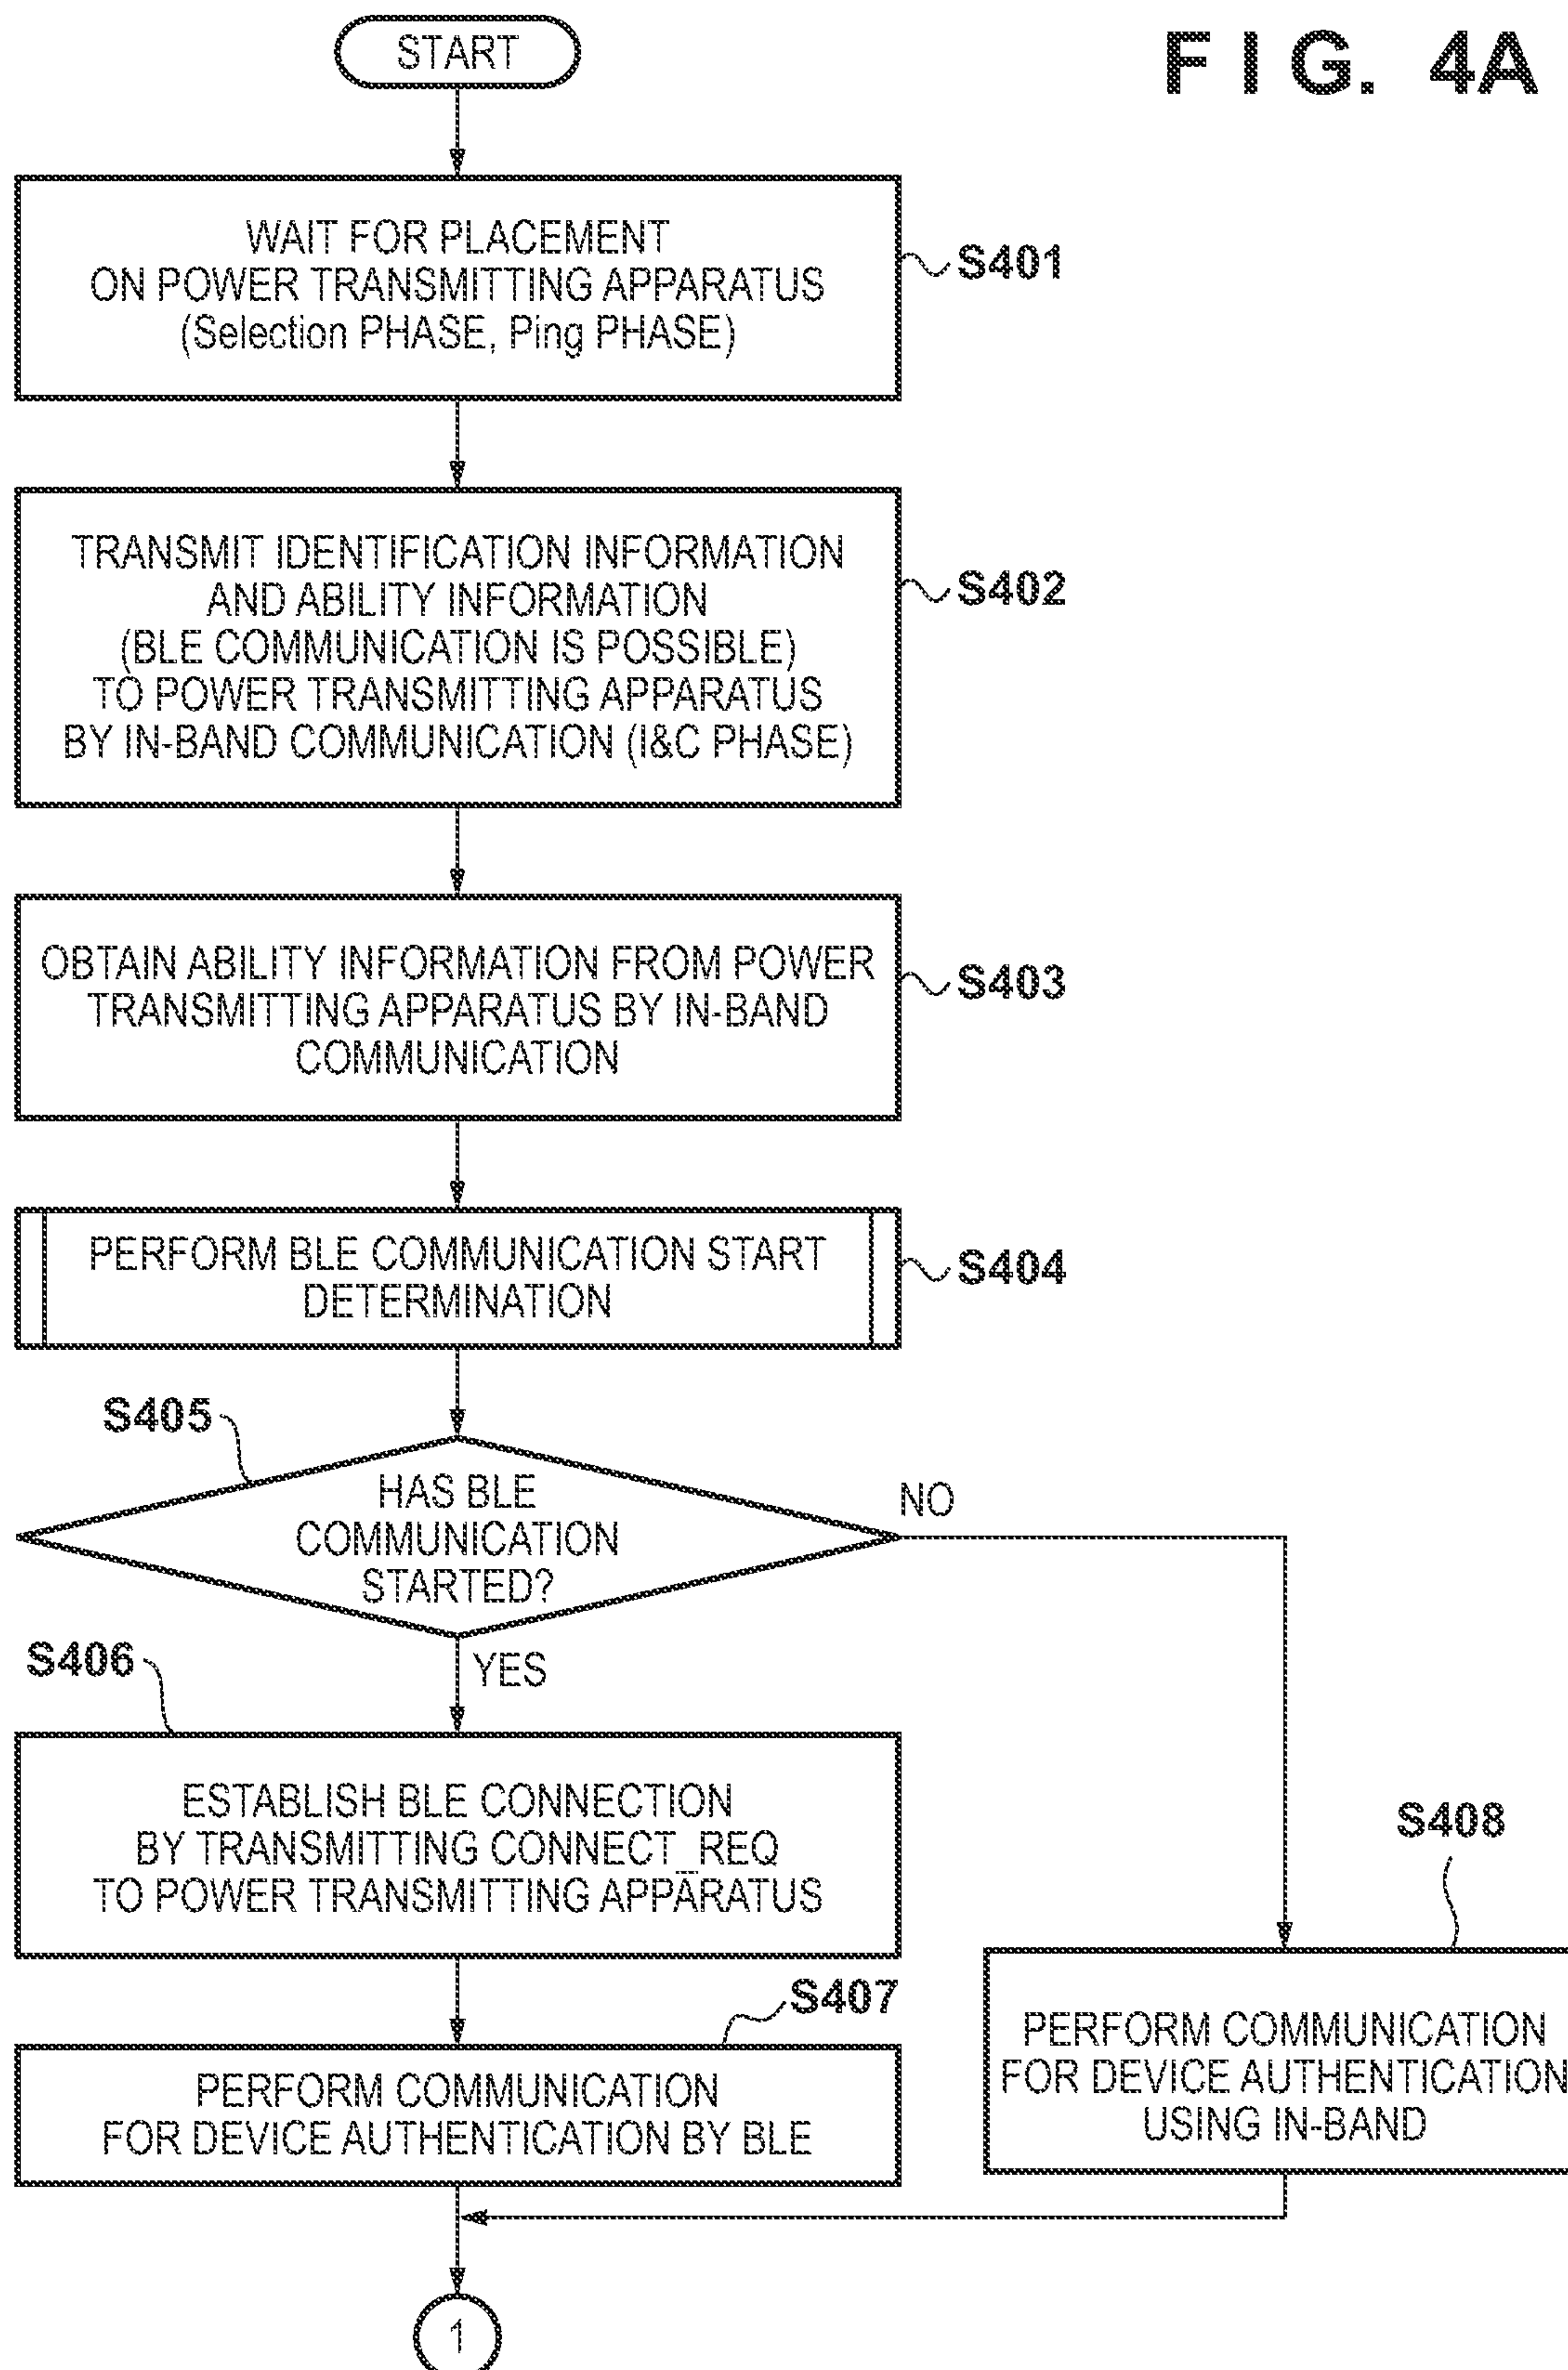 START
F I G. 4A
WAIT FOR PLACEMENT
ON POWER TRANSMITTING APPARATUS
(Selection PHASE, Ping PHASE)
S401
TRANSMIT IDENTIFICATION INFORMATION
AND ABILITY INFORMATION
(BLE COMMUNICATION IS POSSIBLE)
TO POWER TRANSMITTING APPARATUS
BY IN-BAND COMMUNICATION (I&C PHASE)
S402
OBTAIN ABILITY INFORMATION FROM POWER
TRANSMITTING APPARATUS BY IN-BAND
COMMUNICATION
S403
PERFORM BLE COMMUNICATION START
DETERMINATION
S404
S405
HAS BLE
COMMUNICATION
STARTED?
NO
YES
S406
ESTABLISH BLE CONNECTION
BY TRANSMITTING CONNECT_REQ
TO POWER TRANSMITTING APPARATUS
S408
S407
PERFORM COMMUNICATION
FOR DEVICE AUTHENTICATION BY BLE
PERFORM COMMUNICATION
FOR DEVICE AUTHENTICATION
USING IN-BAND
1